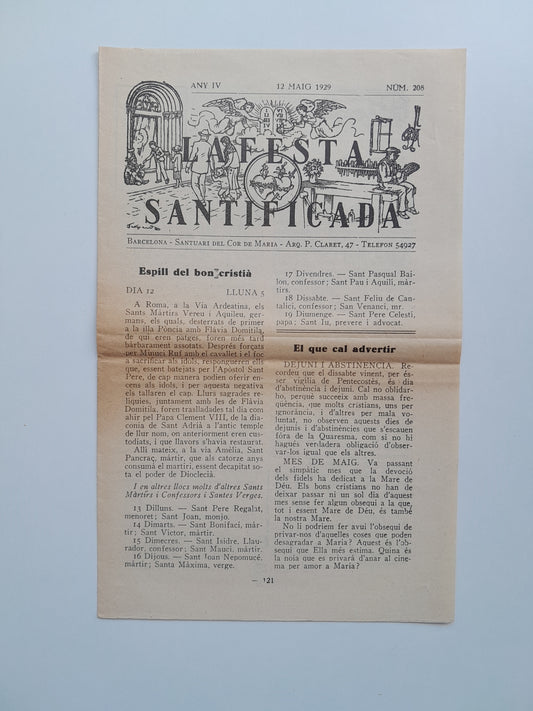 ANY IV 12 MAIG 1929 NÚM. 208
LA FESTA
SANTIFICADA
BARCELONA - SANTUARI DEL COR DE MARIA - ARQ. P. CLARET, 47 - TELEFON 54927
Espill del bon cristià
DIA 12 LLUNA 5
A Roma, a la Via Ardeatina, els
Sants Màrtirs Vereu i Aquileu, ger-
mans, els quals, desterrats de primer
a la illa Pòncia amb Flàvia Domitila,
de qui eren patges, foren més tard
bàrbarament assotats. Després forçats
per Minuci Ruf amb el cavallet i el foc
a sacrificar als ídols, respongueren ells
que, essent batejats per l'Apòstol Sant
Pere, de cap manera podien oferir en-
cens als ídols, i per aquesta negativa
els tallaren el cap. Llurs sagrades re-
líquies, juntament amb les de Flàvia
Domitila, foren traslladades tal dia com
ahir pel Papa Clement VIII, de la dia-
conia de Sant Adrià a l'antic temple
de llur nom, on anteriorment eren cus-
todiats, i que llavors s'havia restaurat.
Allí mateix, a la via Amélia, Sant
Pancraç, màrtir, que als catorze anys
consumà el martiri, essent decapitat so-
ta el poder de Dioclecià.
I en altres llocs molts d'altres Sants
Màrtirs i Confessors i Santes Verges.
13 Dilluns. — Sant Pere Regalat,
menoret; Sant Joan, monjo.
14 Dimarts. — Sant Bonifaci, màr-
tir; Sant Victor, màrtir.
15 Dimecres. — Sant Isidre, Llau-
rador, confessor; Sant Mauci, màrtir.
16 Dijous. — Sant Joan Nepomucé,
màrtir; Santa Màxima, verge.
17 Divendres. — Sant Pasqual Bai-
lon, confessor; Sant Pau i Aquili, màr-
tirs.
18 Dissabte. — Sant Feliu de Can-
talici, confessor; San Venanci, mr.
19 Diumenge. — Sant Pere Celestí,
papa; Sant Iu, prevere i advocat.
El que cal advertir
DEJUNI I ABSTINENCIA. Re-
cordeu que el dissabte vinent, per és-
ser vigilia de Pentecostès, és dia
d'abstinència i dejuni. Cal no oblidar-
ho, perquè succeeix amb massa fre-
qüència, que molts cristians, uns per
ignorància, i d'altres per mala vo-
luntat, no observen aquests dies de
dejunis i d'abstinències que s'escauen
fóra de la Quaresma, com si no hi
hagués verdadera obligació d'obser-
var-los igual que els altres.
MES DE MAIG. Va passant
el simpàtic mes que la devoció
dels fidels ha dedicat a la Mare de
Déu. Els bons cristians no han de
deixar passar ni un sol dia d'aquest
mes sense fer algun obsequi a la que,
tot i essent Mare de Déu, és també
la nostra Mare.
No li podríem fer avui l'obsequi de
privar-nos d'aquelles coses que poden
desagradar a Maria? Aquest és l'ob-
sequi que Ella més estima. Quina és
la noia que es privarà d'anar al cine-
ma per amor a Maria?
— 121